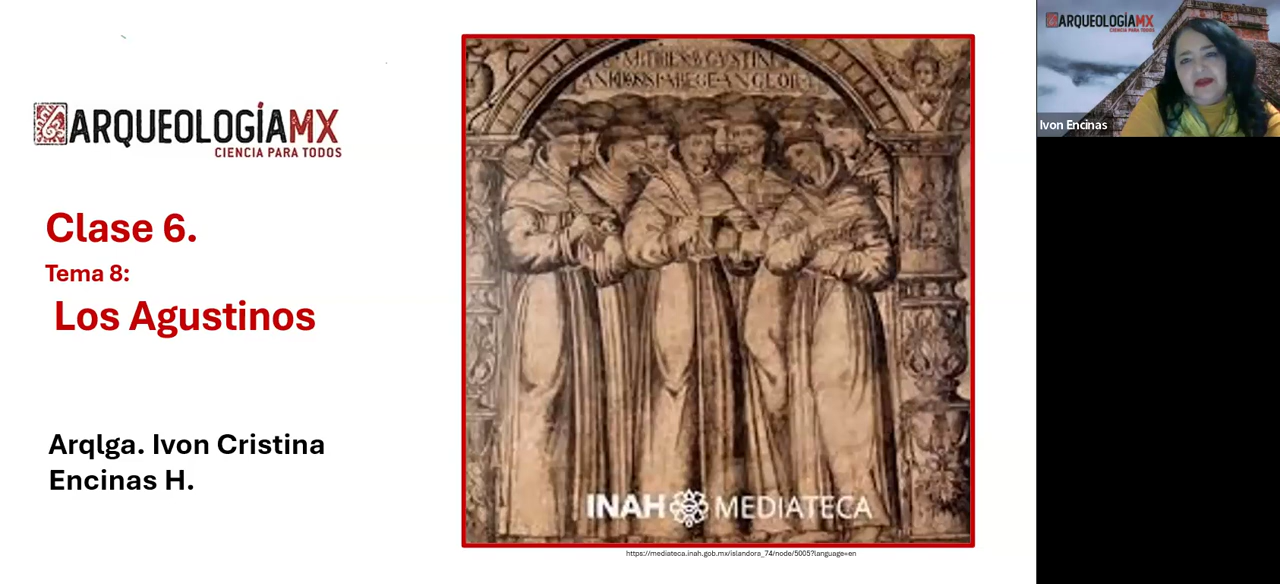 ARQUEOLOGÍAMX
CIENCIA PARA TODOS
Clase 6.
Tema 8:
Los Agustinos
Arqlga. Ivon Cristina
Encinas H.
INAH MEDIATECA
https://mediateca.inah.gob.mx/islandora_74/node/5005?language=en
ARQUEOLOGÍAMX
CIENCIA PARA TODOS
Ivon Encinas